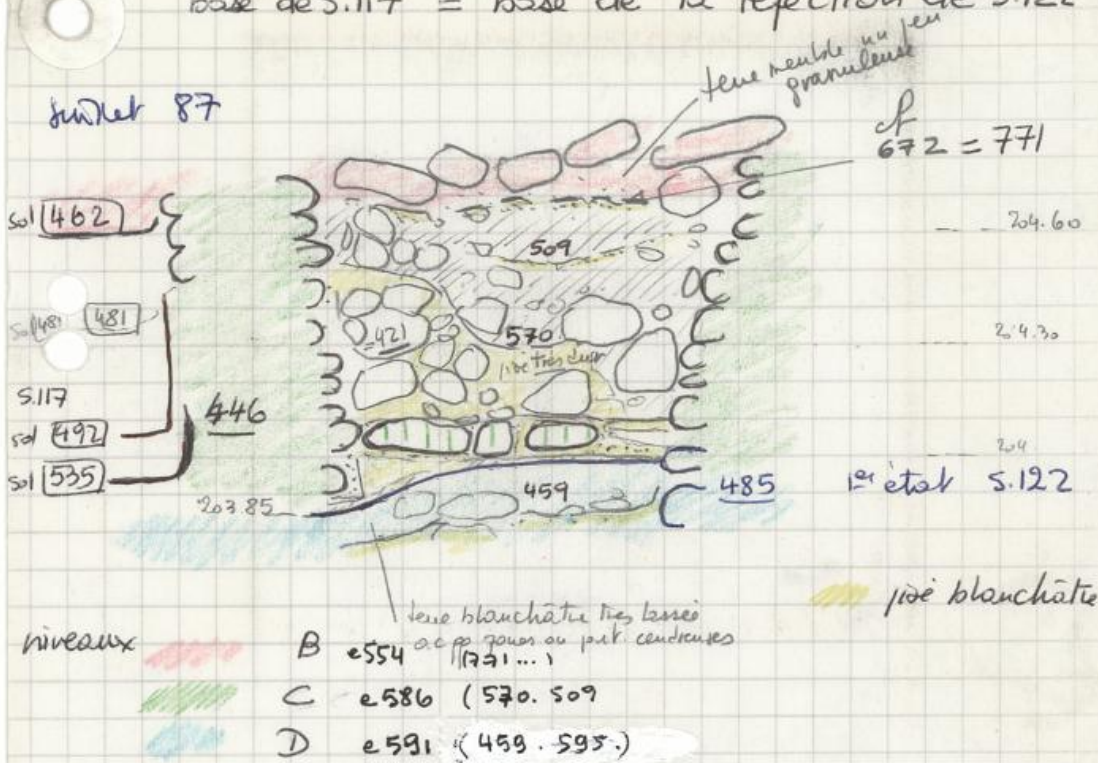 base de S.117 = base de la réfection de S.122
Juillet 87
terre meuble un peu
granuleuse
cf
672 = 771
sol 462
204.60
509
sol 481 481
=421
570
204.30
pisé très dur
S.117
446
sol 492
204
sol 535
459
485 1er état S.122
203.85
pisé blanchâtre
terre blanchâtre très tassée
zones ou pet. cendreuses
niveaux
B e554 (771...)
C e586 (570. 509
D e591 (459. 595.)